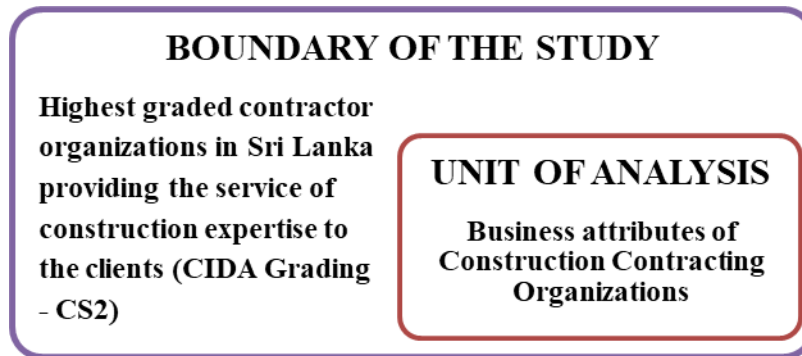 BOUNDARY OF THE STUDY
Highest graded contractor
organizations in Sri Lanka
providing the service of
construction expertise to
the clients (CIDA Grading
- CS2)
UNIT OF ANALYSIS
Business attributes of
Construction Contracting
Organizations